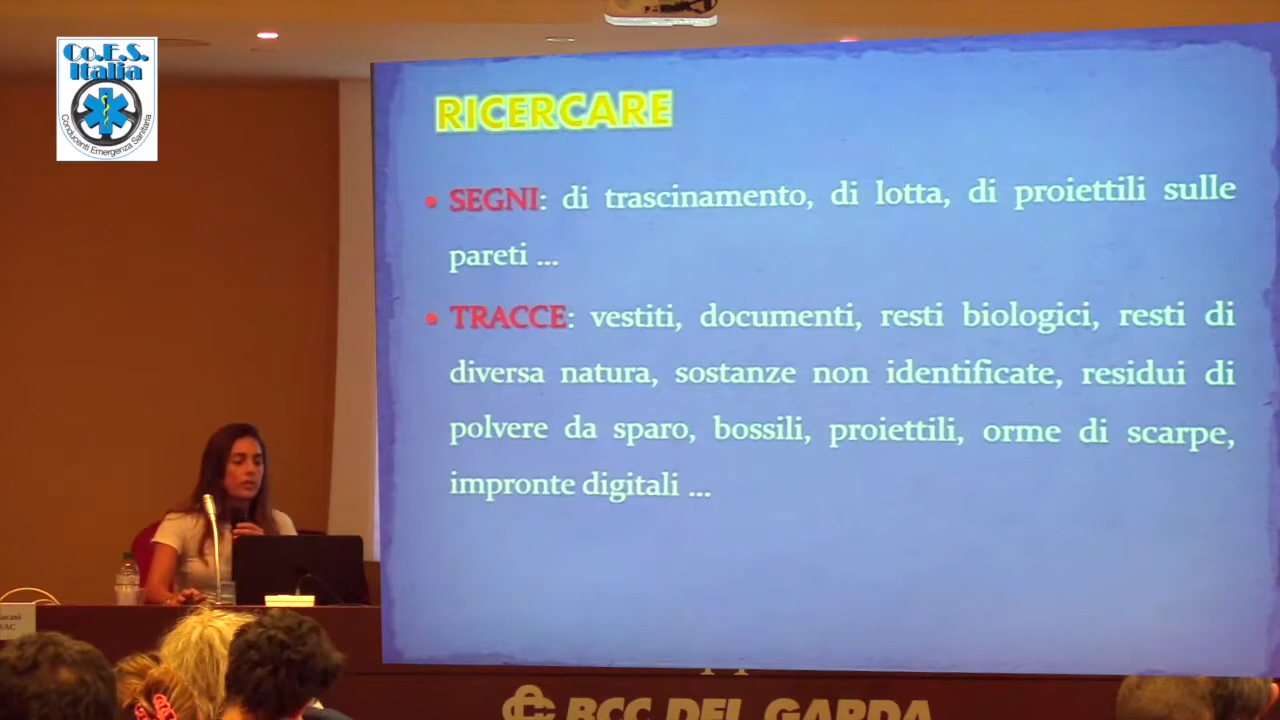 Co.E.S.
Italia
Conducenti Emergenza Sanitaria
RICERCARE
• SEGNI: di trascinamento, di lotta, di proiettili sulle
pareti ...
• TRACCE: vestiti, documenti, resti biologici, resti di
diversa natura, sostanze non identificate, residui di
polvere da sparo, bossili, proiettili, orme di scarpe,
impronte digitali ...
BCC DEL GARDA